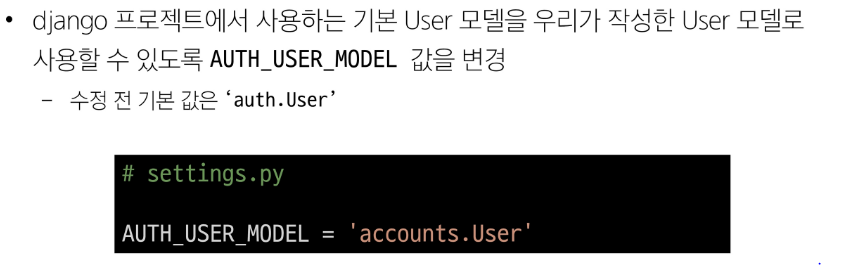 • django 프로젝트에서 사용하는 기본 User 모델을 우리가 작성한 User 모델로
사용할 수 있도록 AUTH_USER_MODEL 값을 변경
– 수정 전 기본 값은 ‘auth.User’
# settings.py
AUTH_USER_MODEL = 'accounts.User'